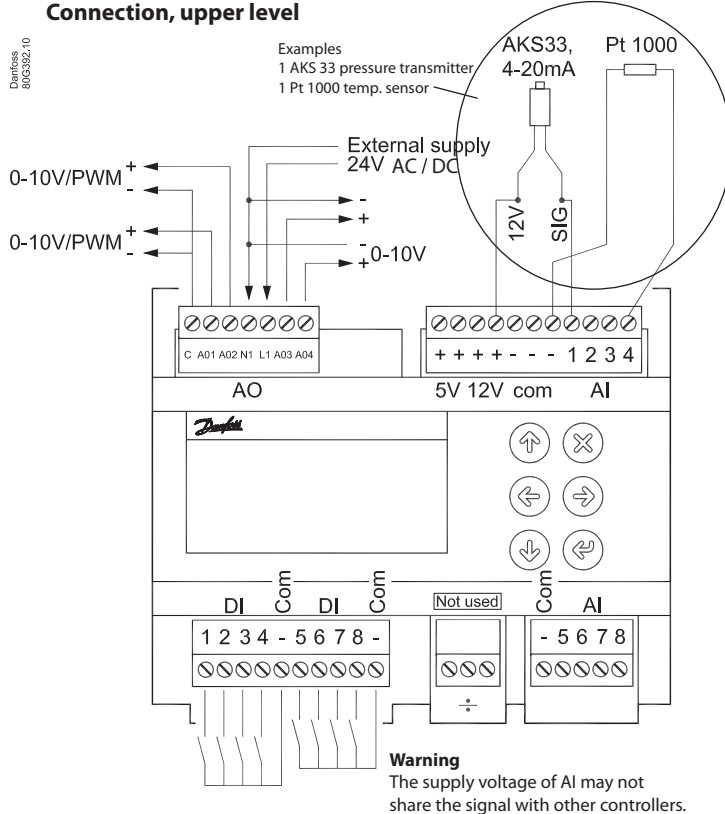 Connection, upper level
Danfoss
80G392.10
Examples
1 AKS 33 pressure transmitter
1 Pt 1000 temp. sensor
AKS33,
4-20mA
Pt 1000
External supply
24V AC / DC
0-10V/PWM
+
-
0-10V/PWM
+
-
-
+
-
+
0-10V
12V
SIG
C A01 A02 N1 L1 A03 A04
+ + + + - - - 1 2 3 4
AO
5V 12V com AI
Danfoss
DI Com DI Com
1 2 3 4 - 5 6 7 8 -
Not used
Com AI
- 5 6 7 8
÷
Warning
The supply voltage of AI may not
share the signal with other controllers.